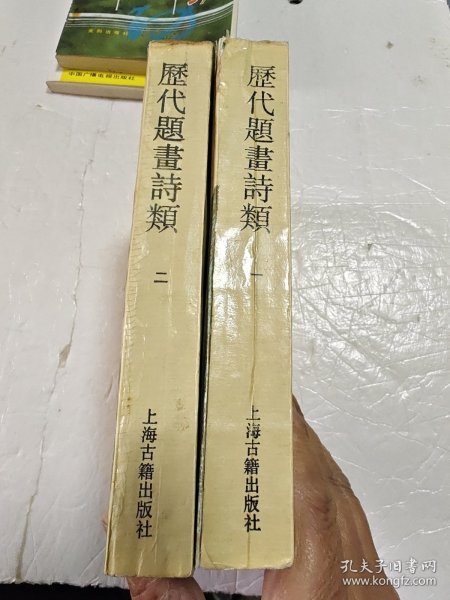 中国广播电视出版社
歷代題畫詩類
二
上海古籍出版社
歷代題畫詩類
一
上海古籍出版社
孔夫子旧书网
www.kongfz.com